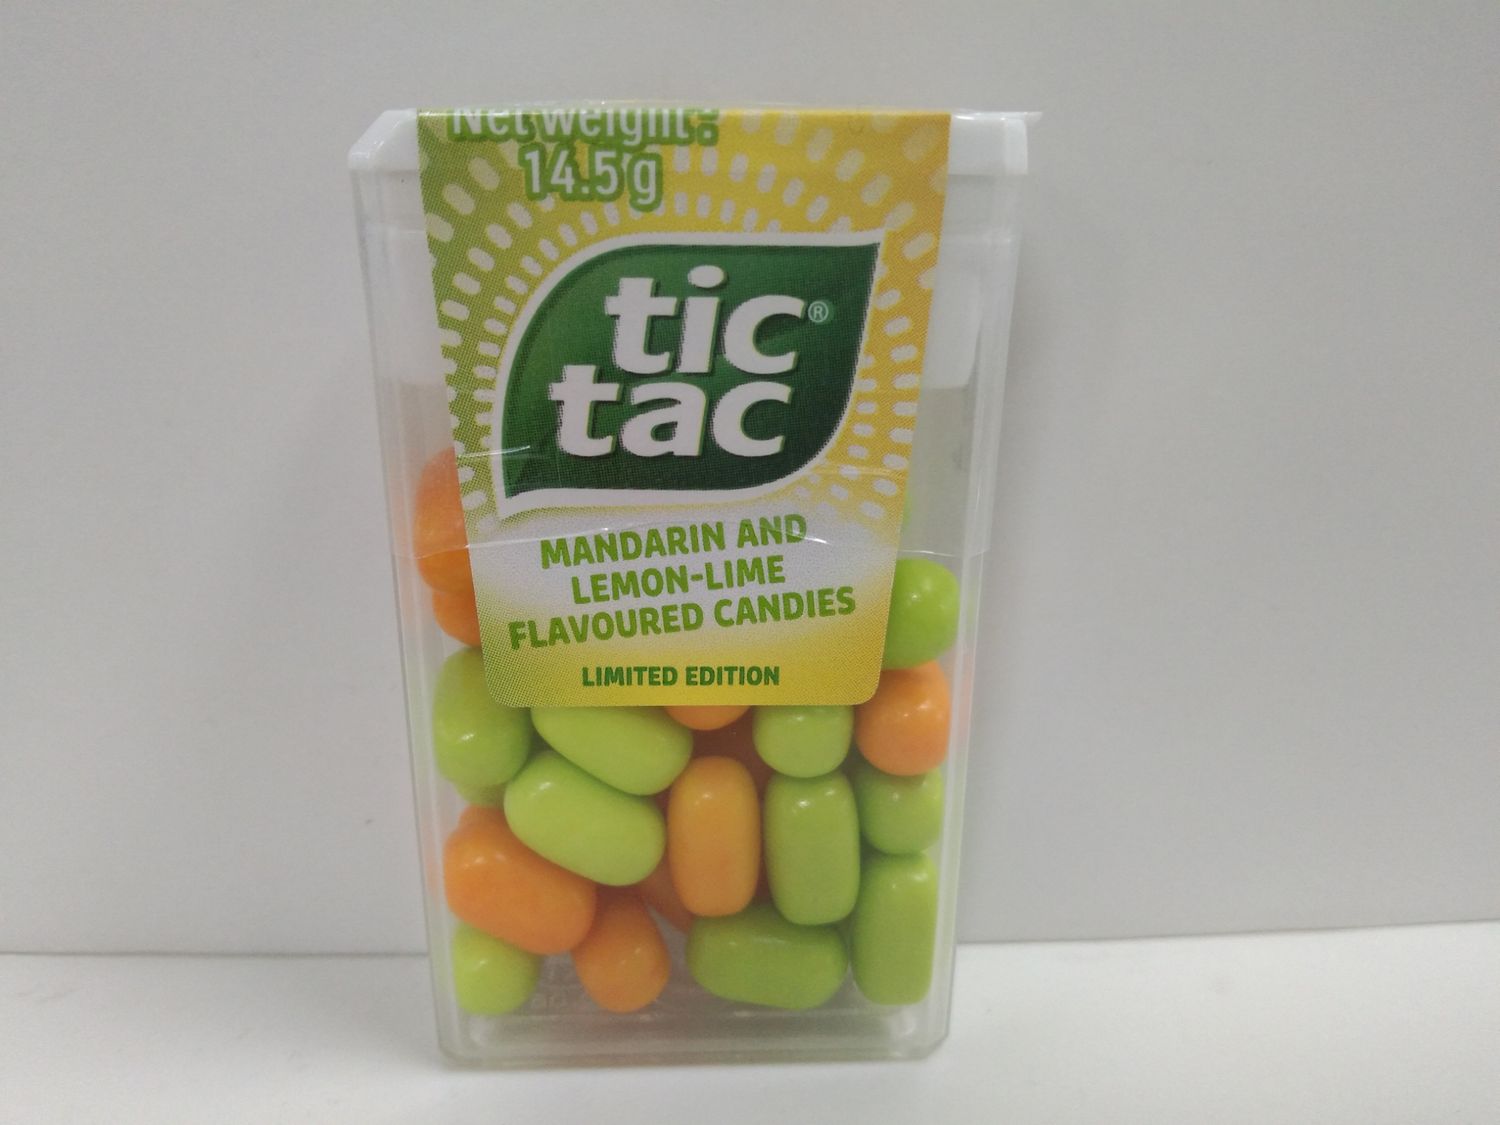 Net weight:
14.5 g
tic®
tac
MANDARIN AND
LEMON-LIME
FLAVOURED CANDIES
LIMITED EDITION